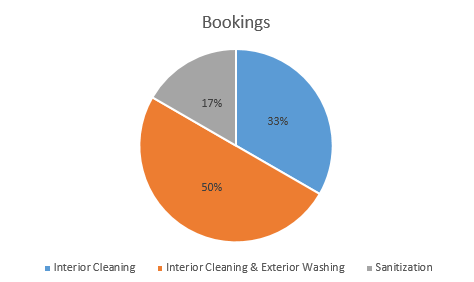 Bookings
17%
33%
50%
Interior Cleaning
Interior Cleaning & Exterior Washing
Sanitization